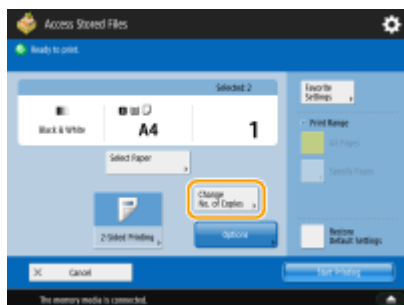 Access Stored Files
Ready to print.
Selected: 2
Black & White
A4
1
Select Paper
Change
No. of Copies
2-Sided Printing
Options
Favorite
Settings
Print Range
All Pages
Specify Pages
Restore
Default Settings
Cancel
Start Printing
The memory media is connected.